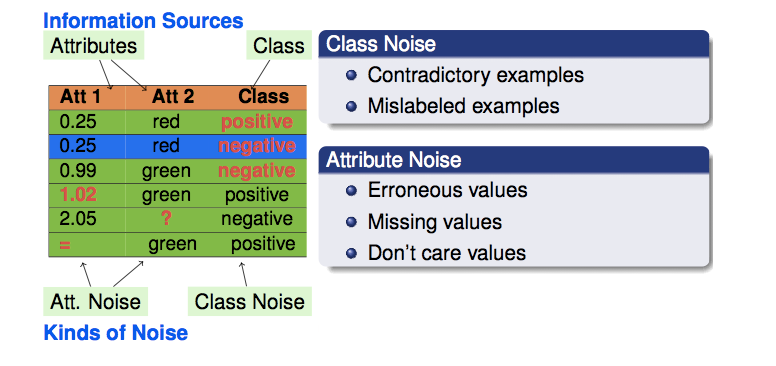 Information Sources
Attributes
Class
Att 1 Att 2 Class
0.25 red positive
0.25 red negative
0.99 green negative
1.02 green positive
2.05 ? negative
= green positive
Att. Noise
Class Noise
Kinds of Noise
Class Noise
Contradictory examples
Mislabeled examples
Attribute Noise
Erroneous values
Missing values
Don't care values